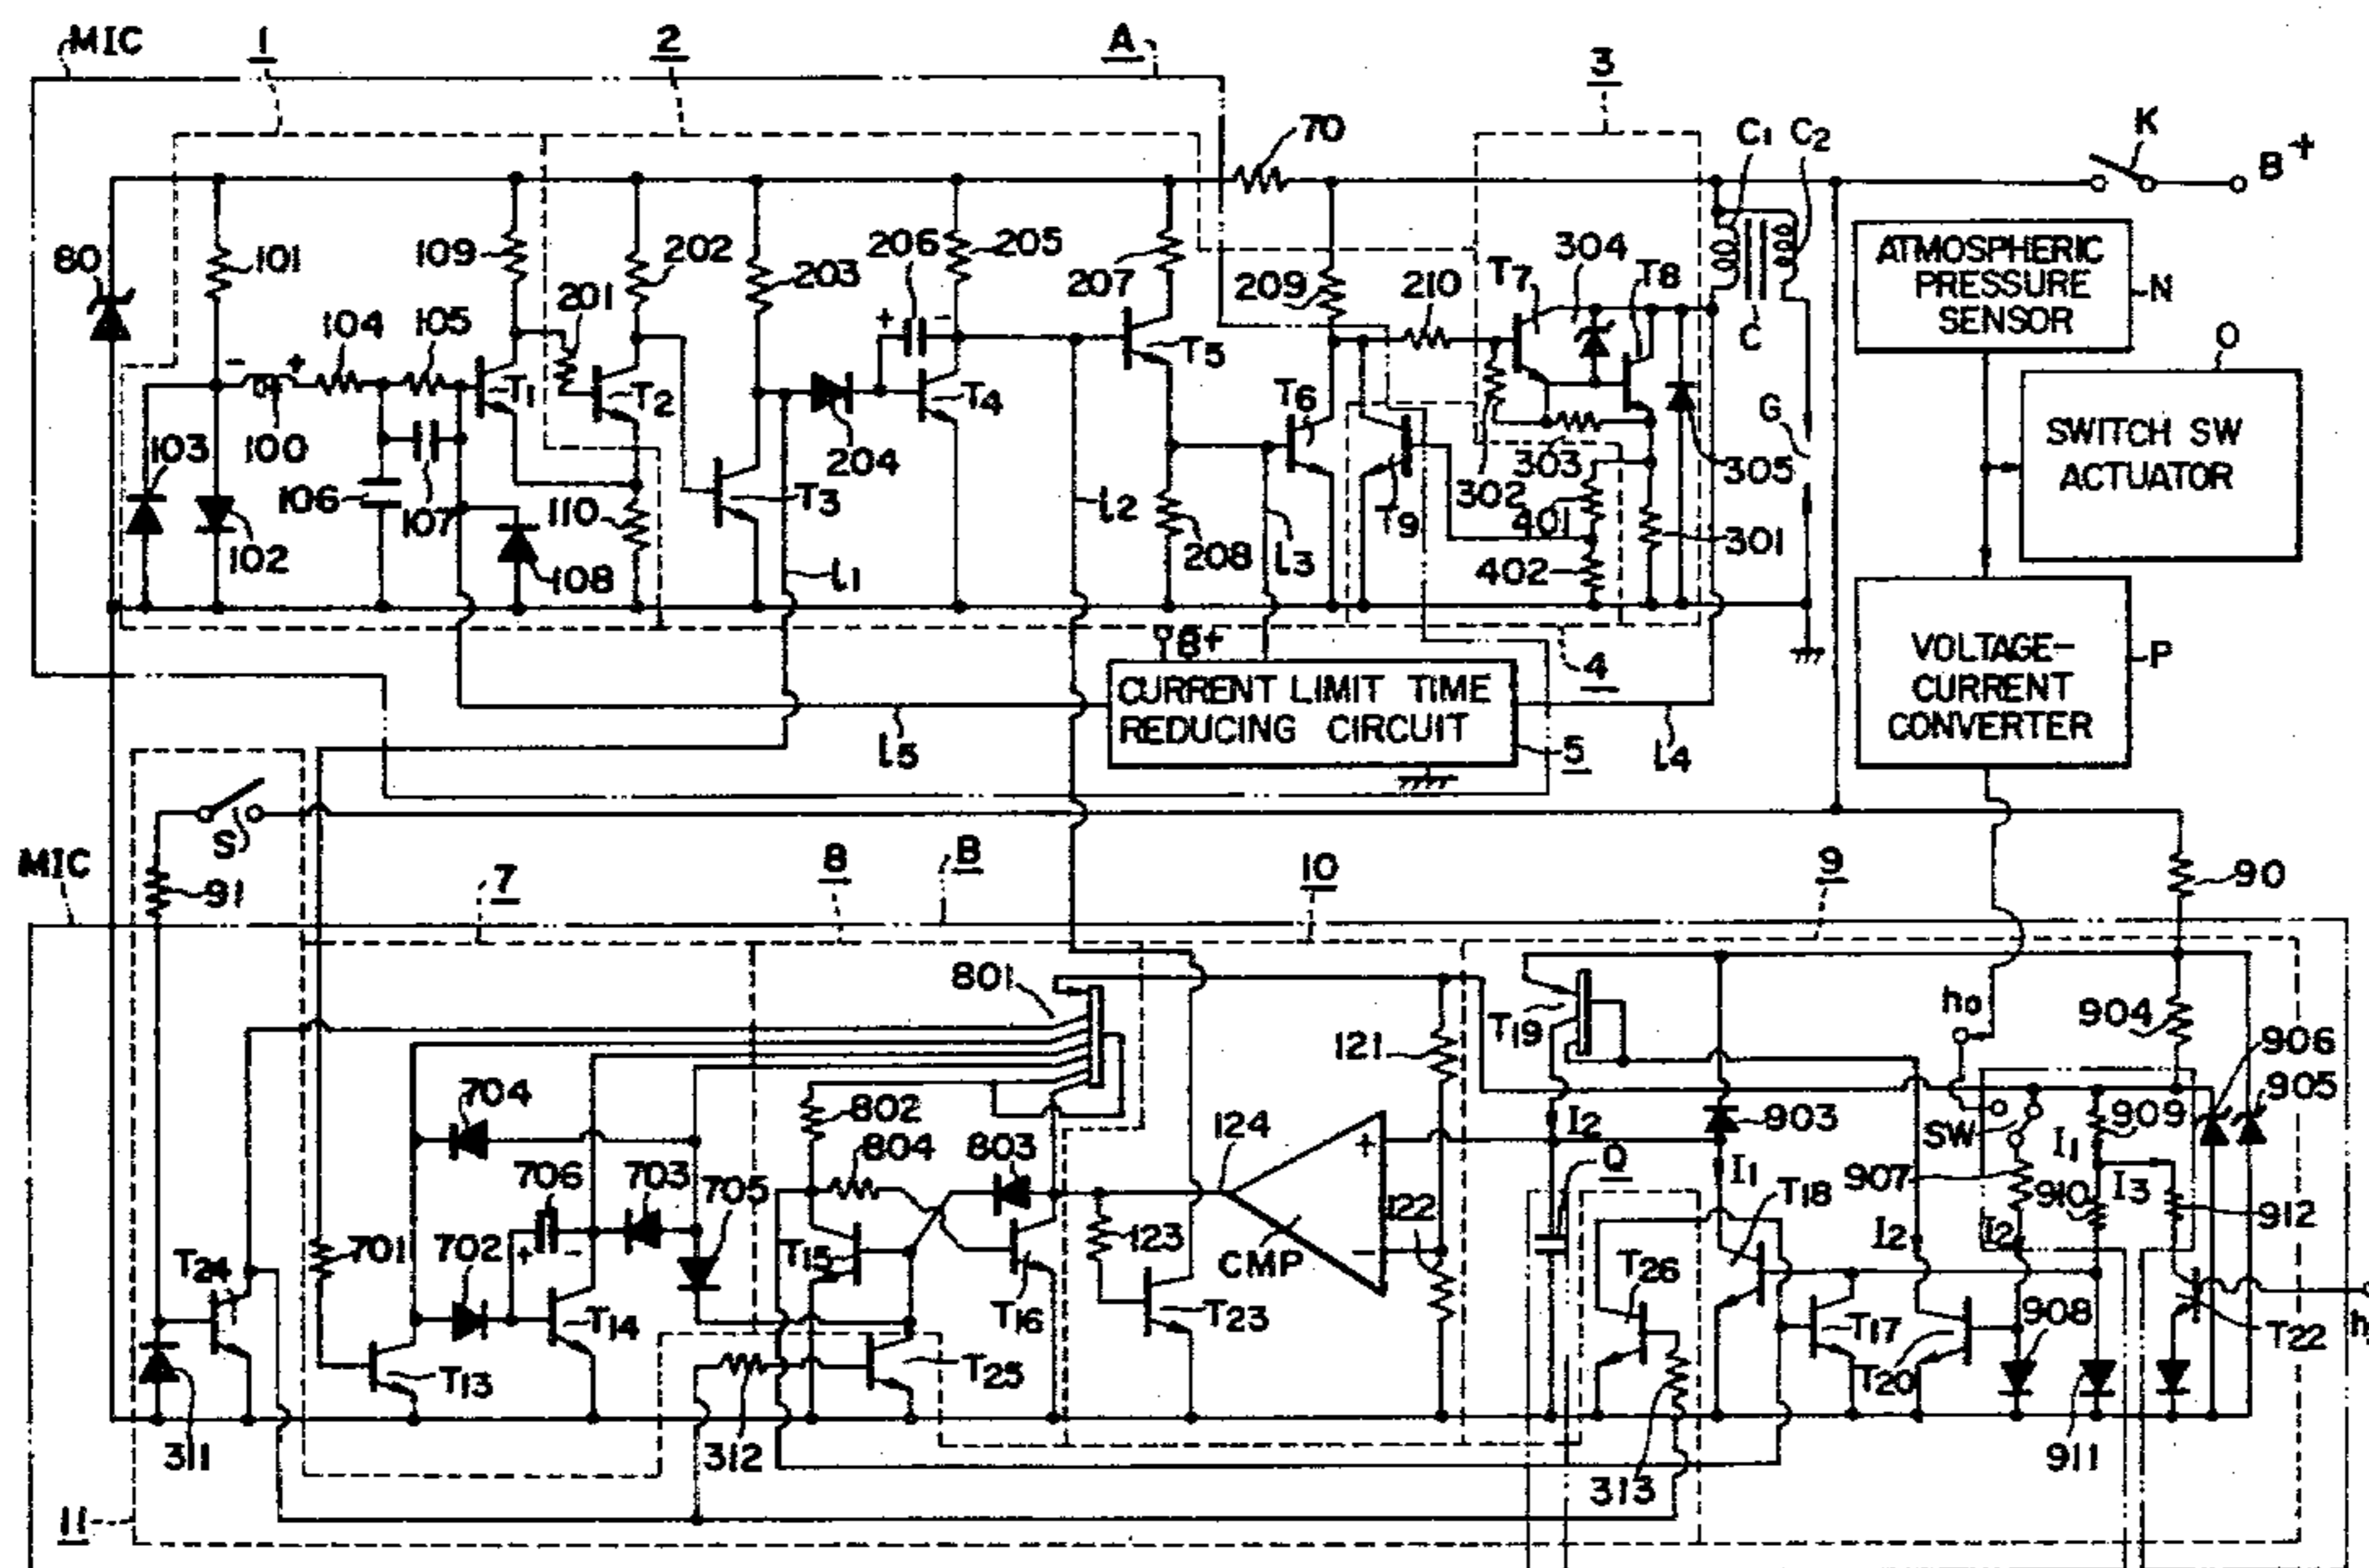 MIC 1 2 A 3
70 C1 C2 K B+
80 101 109 202 203 206 205 207 209 210 T7 304 T8
ATMOSPHERIC
PRESSURE
SENSOR
N
201 + - C O
104 105 - + T5
SWITCH SW
ACTUATOR
103 100 T1 T2 204 T4 T6 G
302 303 305
106 107 110 T3 l2 T9 401
102 108 l1 208 l3 402 301
B+ 4
VOLTAGE-
CURRENT
CONVERTER
P
CURRENT LIMIT TIME
REDUCING CIRCUIT
l5 5 l4
S
MIC 91 7 8 B 10 9 90
801 T19 h0 904 906
121 905
704 802 124 I2 903 SW 909
706 703 705 804 803 + Q I1 I1
907 910 I3
701 702 + - T15 123 CMP 122 T18 912
T24 T14 T16 - T26 I2 I2 908
T23 T17 T22 h
T13 T25 T20
311 312 313 911
11